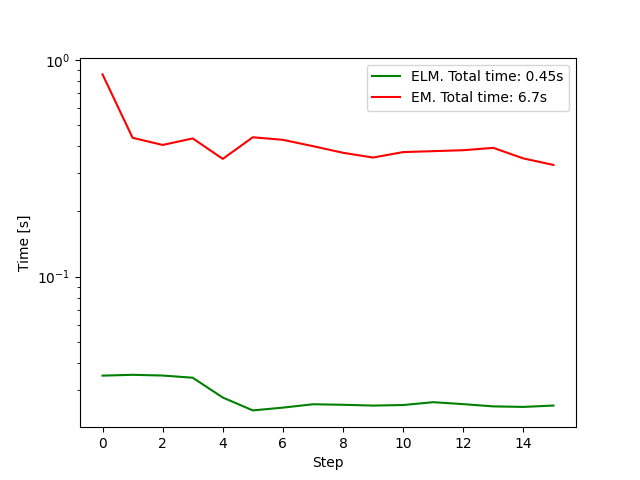 ELM. Total time: 0.45s
EM. Total time: 6.7s
10⁰
10⁻¹
Time [s]
0 2 4 6 8 10 12 14
Step